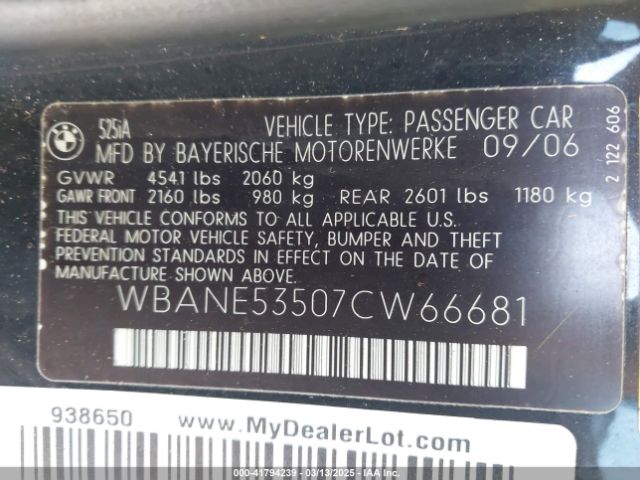 BMW
525iA
VEHICLE TYPE: PASSENGER CAR
MFD BY BAYERISCHE MOTORENWERKE 09/06
GVWR 4541 lbs 2060 kg
GAWR FRONT 2160 lbs 980 kg REAR 2601 lbs 1180 kg
THIS VEHICLE CONFORMS TO ALL APPLICABLE U.S.
FEDERAL MOTOR VEHICLE SAFETY, BUMPER AND THEFT
PREVENTION STANDARDS IN EFFECT ON THE DATE OF
MANUFACTURE SHOWN ABOVE.
WBANE53507CW66681
2 122 606
938650 www.MyDealerLot.com
© 2025 - 41794239 - 03/13/2025 - IAA Inc.